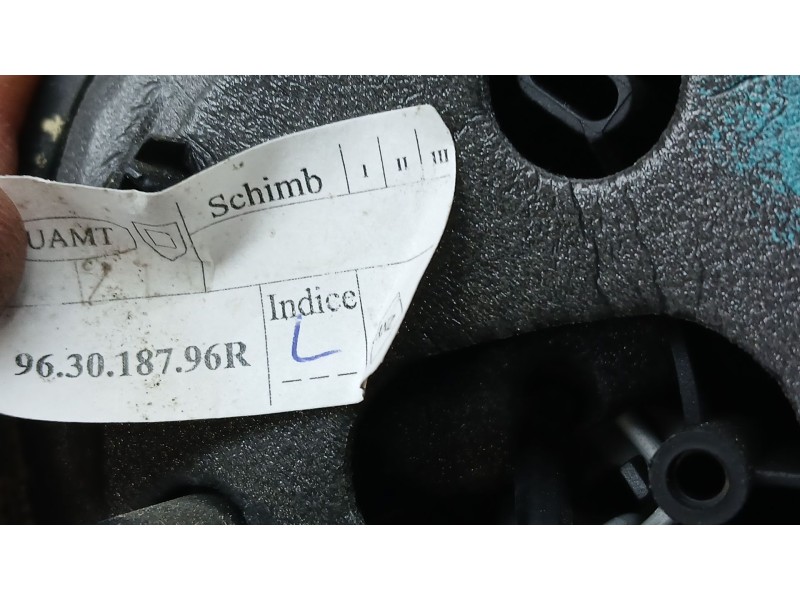 Schimb I II III
UAMT
Indice
L
96.30.187.96R